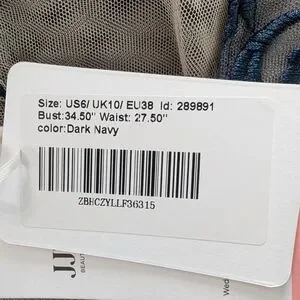 Size: US6/ UK10/ EU38 Id: 289891
Bust:34.50" Waist: 27.50"
color:Dark Navy
ZBHCZYLLF36315